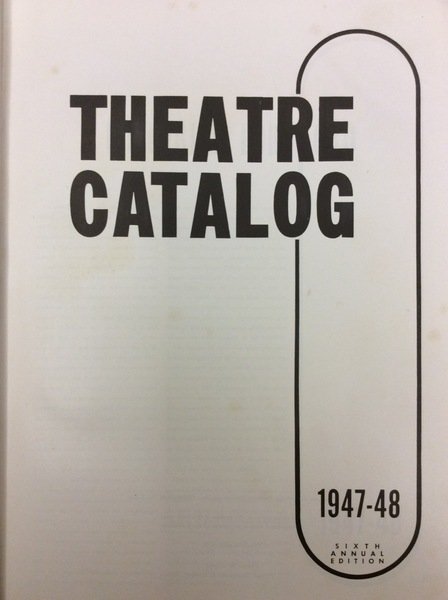 THEATRE
CATALOG
1947-48
SIXTH
ANNUAL
EDITION